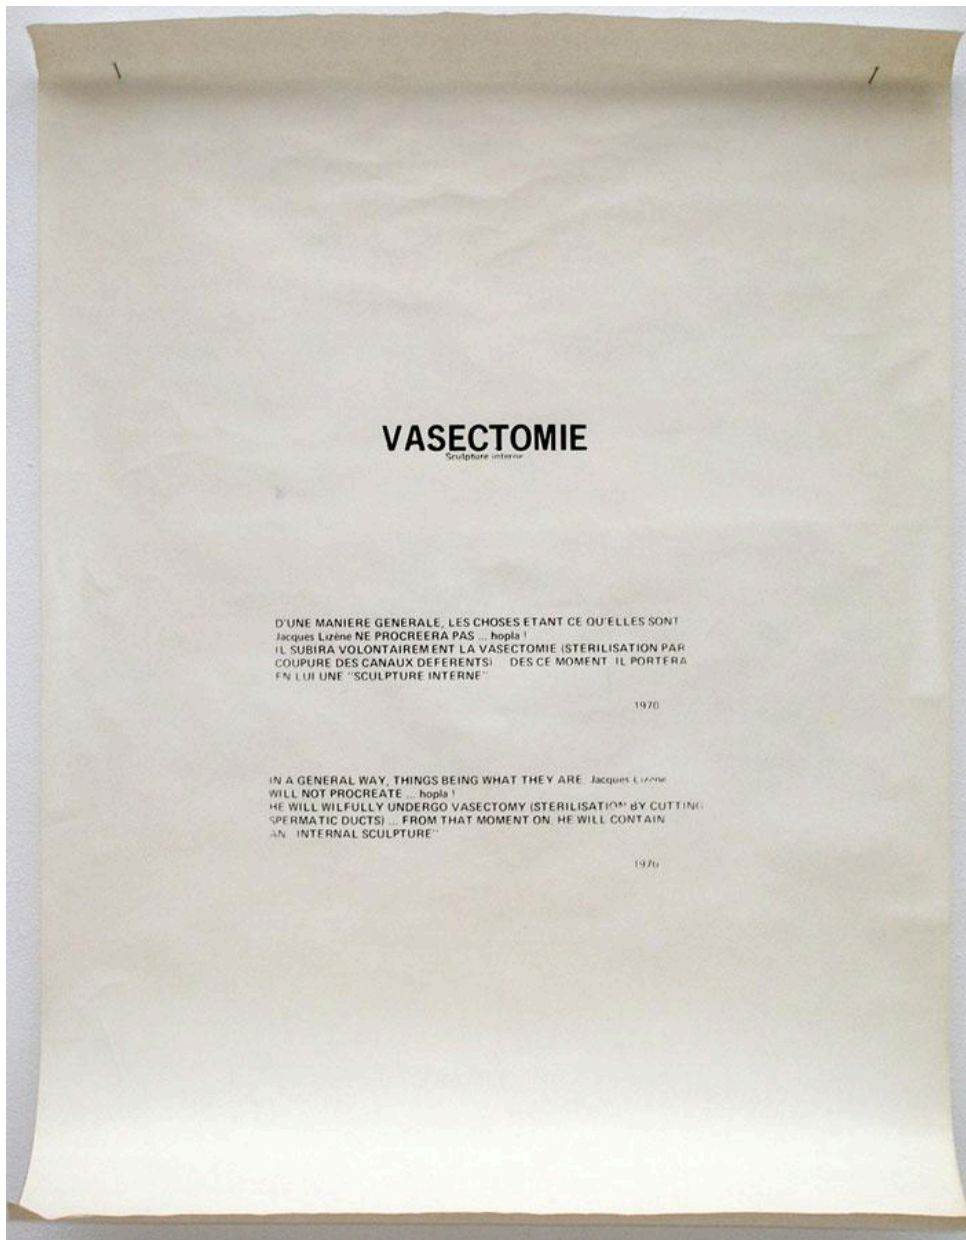 VASECTOMIE
Sculpture interne
D'UNE MANIERE GENERALE, LES CHOSES ETANT CE QU'ELLES SONT
Jacques Lizène NE PROCREERA PAS ... hopla !
IL SUBIRA VOLONTAIREMENT LA VASECTOMIE (STERILISATION PAR
COUPURE DES CANAUX DEFERENTS) DES CE MOMENT IL PORTERA
EN LUI UNE "SCULPTURE INTERNE"
1970
IN A GENERAL WAY, THINGS BEING WHAT THEY ARE Jacques Lizène
WILL NOT PROCREATE ... hopla !
HE WILL WILFULLY UNDERGO VASECTOMY (STERILISATION BY CUTTING
SPERMATIC DUCTS) ... FROM THAT MOMENT ON, HE WILL CONTAIN
AN INTERNAL SCULPTURE"